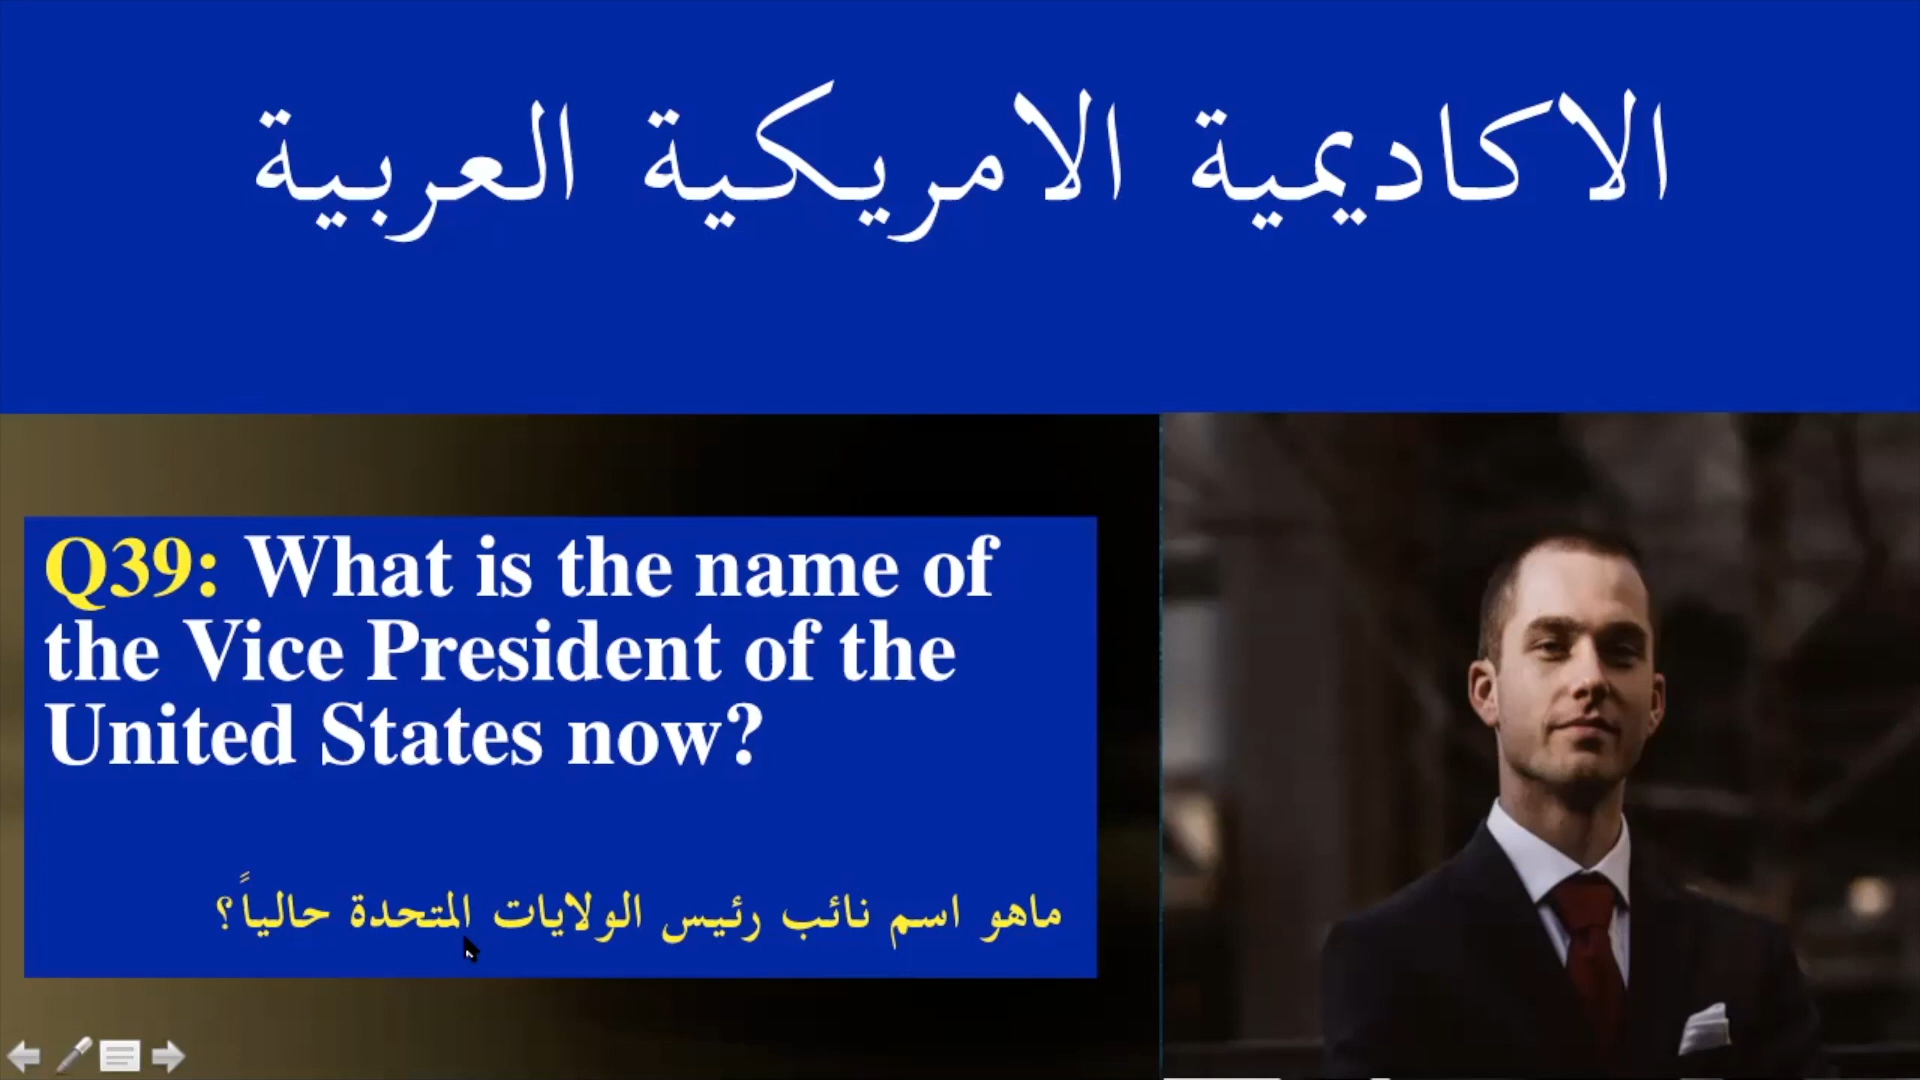 الاكاديمية الامريكية العربية
Q39: What is the name of
the Vice President of the
United States now?
ماهو اسم نائب رئيس الولايات المتحدة حالياً؟